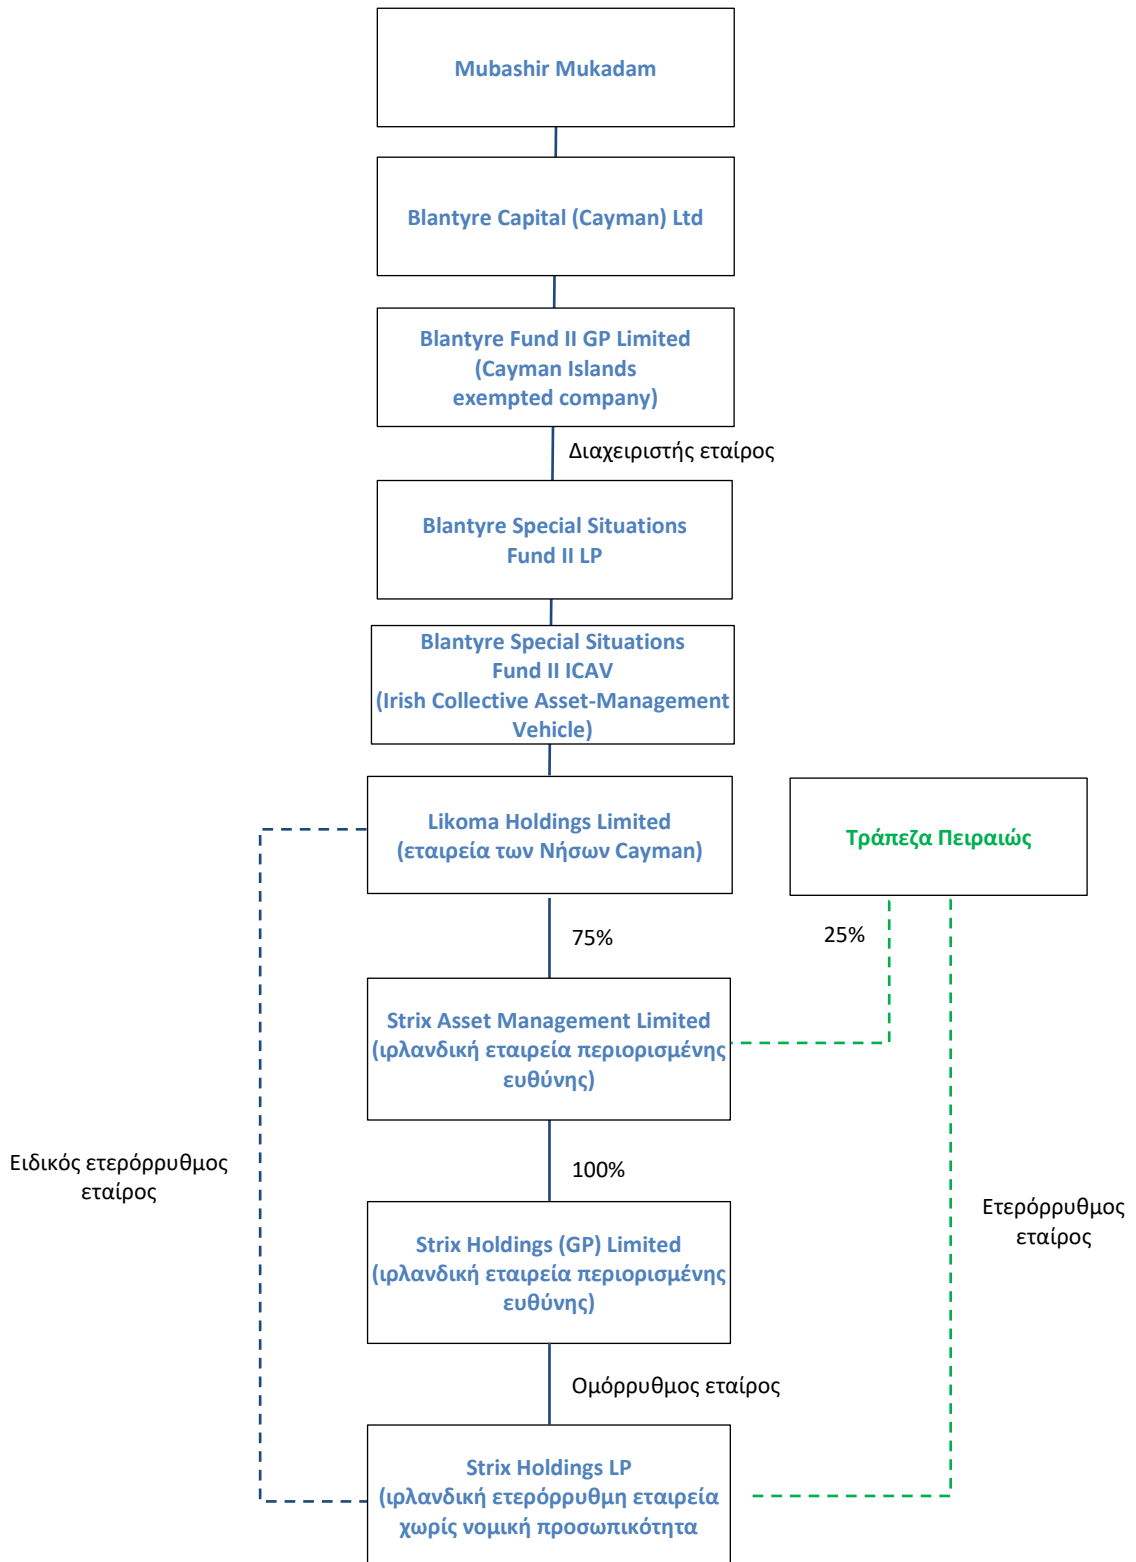 Mubashir Mukadam
Blantyre Capital (Cayman) Ltd
Blantyre Fund II GP Limited
(Cayman Islands
exempted company)
Διαχειριστής εταίρος
Blantyre Special Situations
Fund II LP
Blantyre Special Situations
Fund II ICAV
(Irish Collective Asset-Management
Vehicle)
Likoma Holdings Limited
(εταιρεία των Νήσων Cayman)
Τράπεζα Πειραιώς
75%
25%
Strix Asset Management Limited
(ιρλανδική εταιρεία περιορισμένης
ευθύνης)
Ειδικός ετερόρρυθμος
εταίρος
100%
Ετερόρρυθμος
εταίρος
Strix Holdings (GP) Limited
(ιρλανδική εταιρεία περιορισμένης
ευθύνης)
Ομόρρυθμος εταίρος
Strix Holdings LP
(ιρλανδική ετερόρρυθμη εταιρεία
χωρίς νομική προσωπικότητα